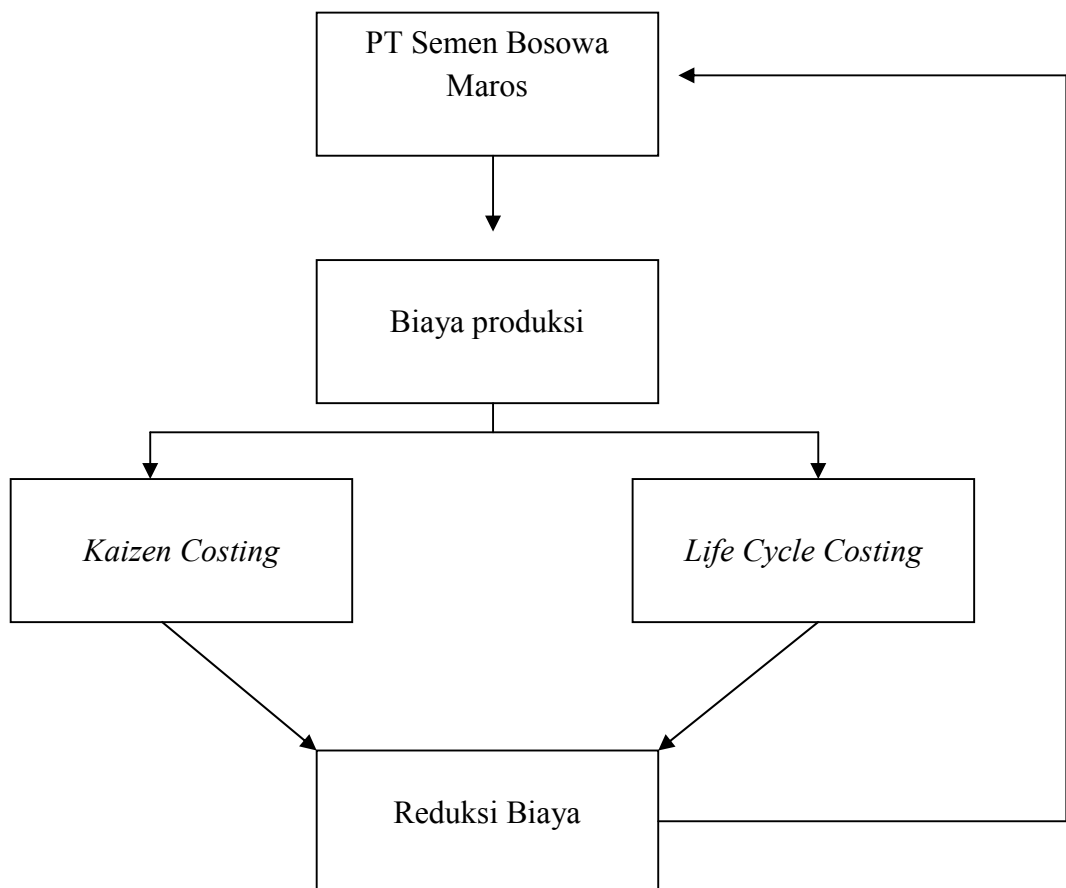 PT Semen Bosowa
Maros
Biaya produksi
Kaizen Costing
Life Cycle Costing
Reduksi Biaya